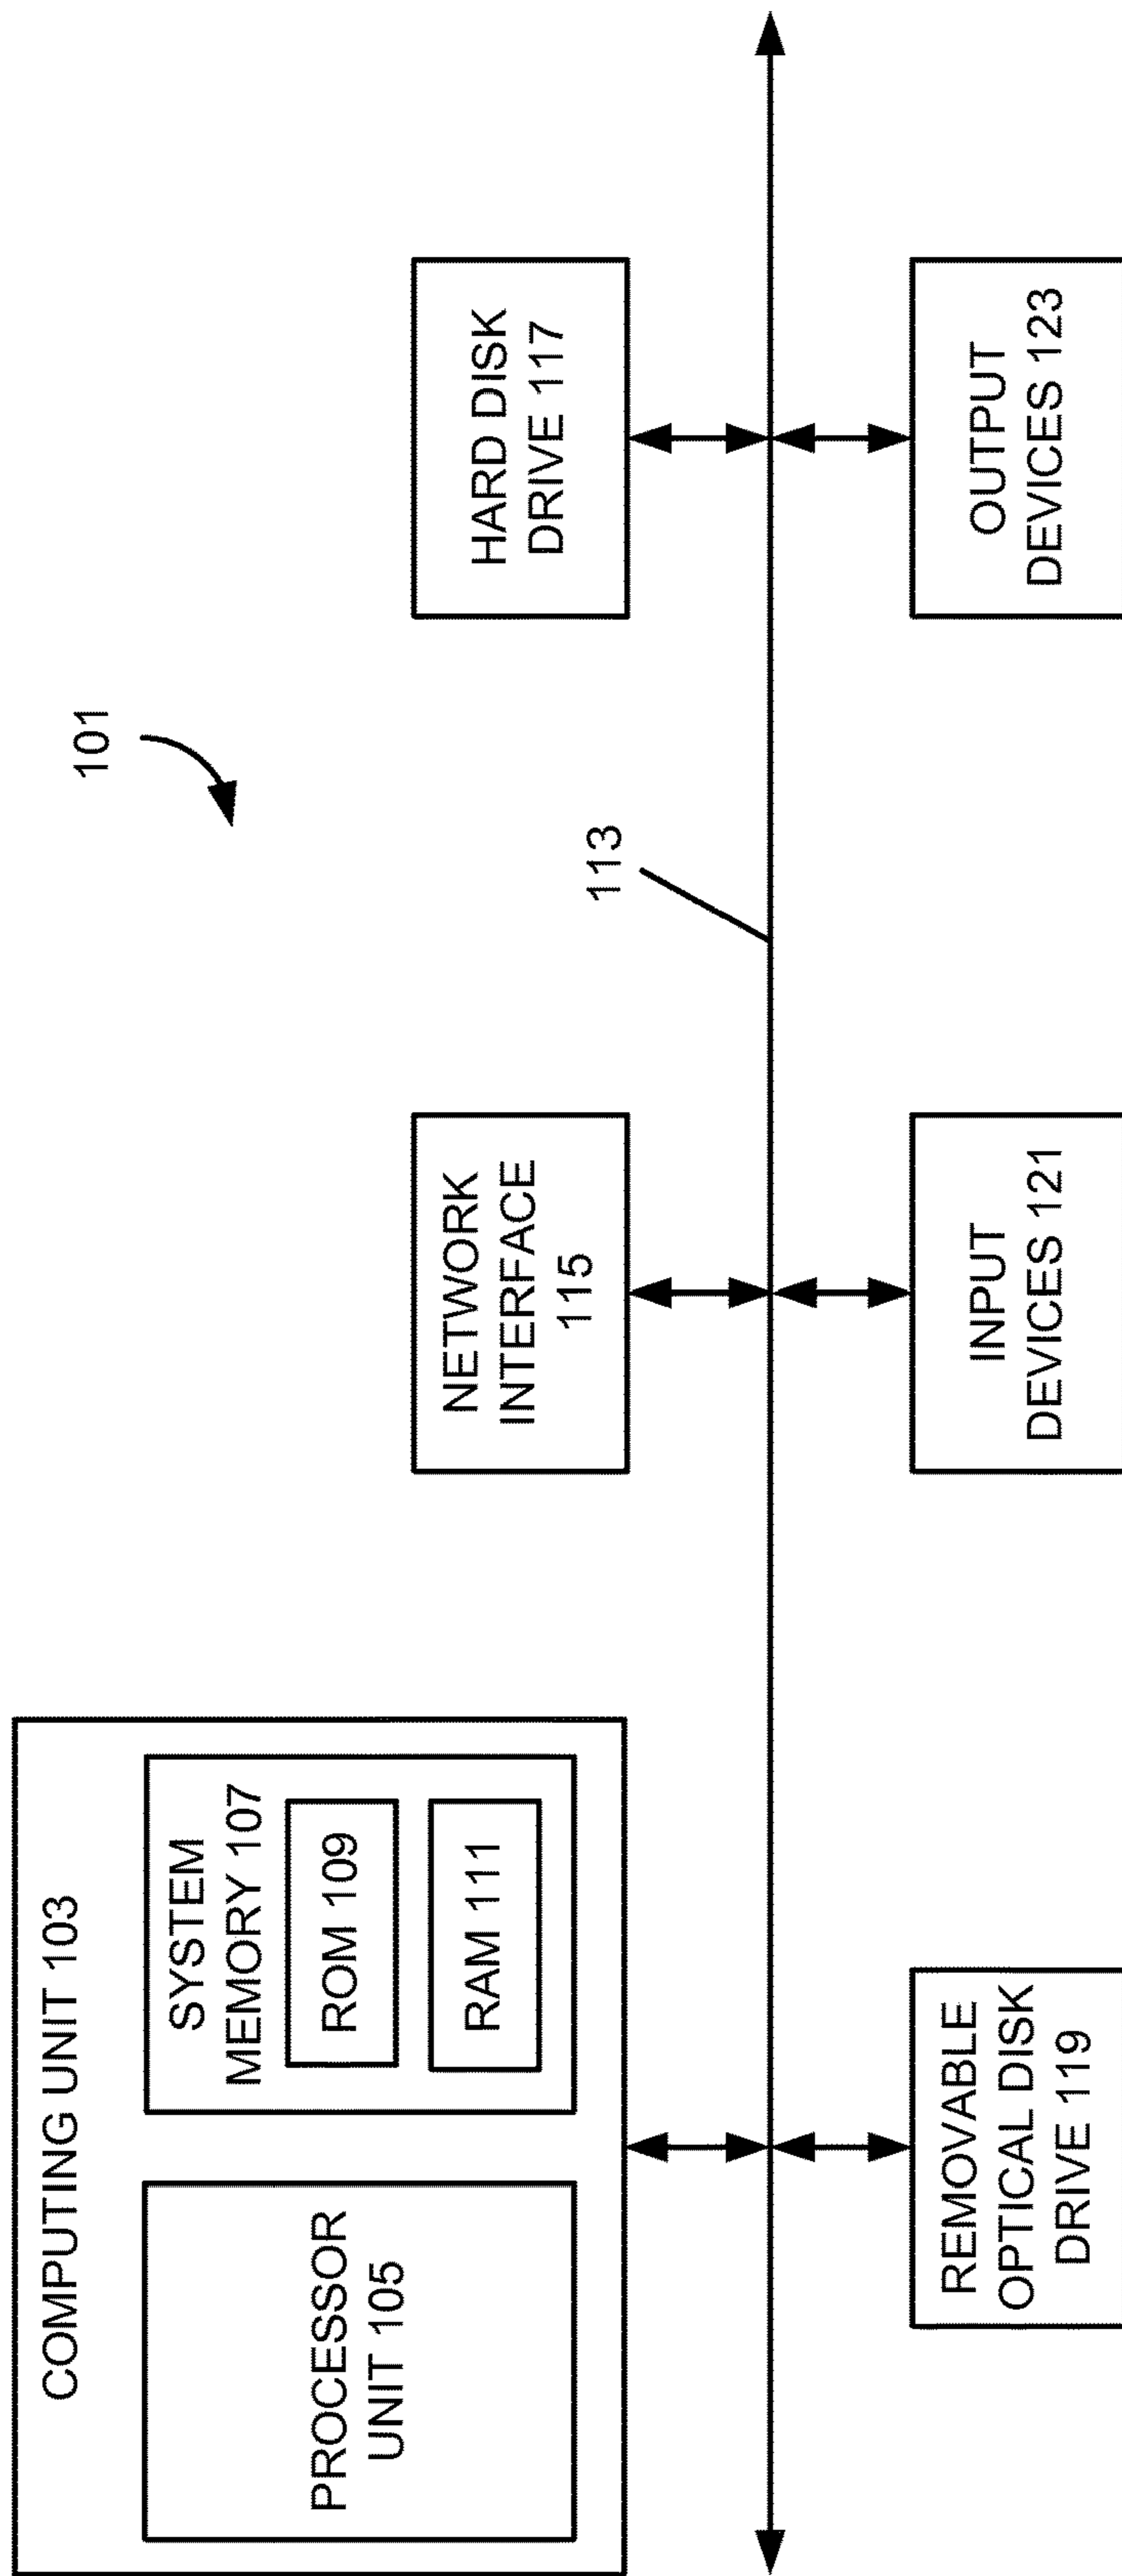 101
COMPUTING UNIT 103
PROCESSOR
UNIT 105
SYSTEM
MEMORY 107
ROM 109
RAM 111
NETWORK
INTERFACE
115
HARD DISK
DRIVE 117
113
REMOVABLE
OPTICAL DISK
DRIVE 119
INPUT
DEVICES 121
OUTPUT
DEVICES 123